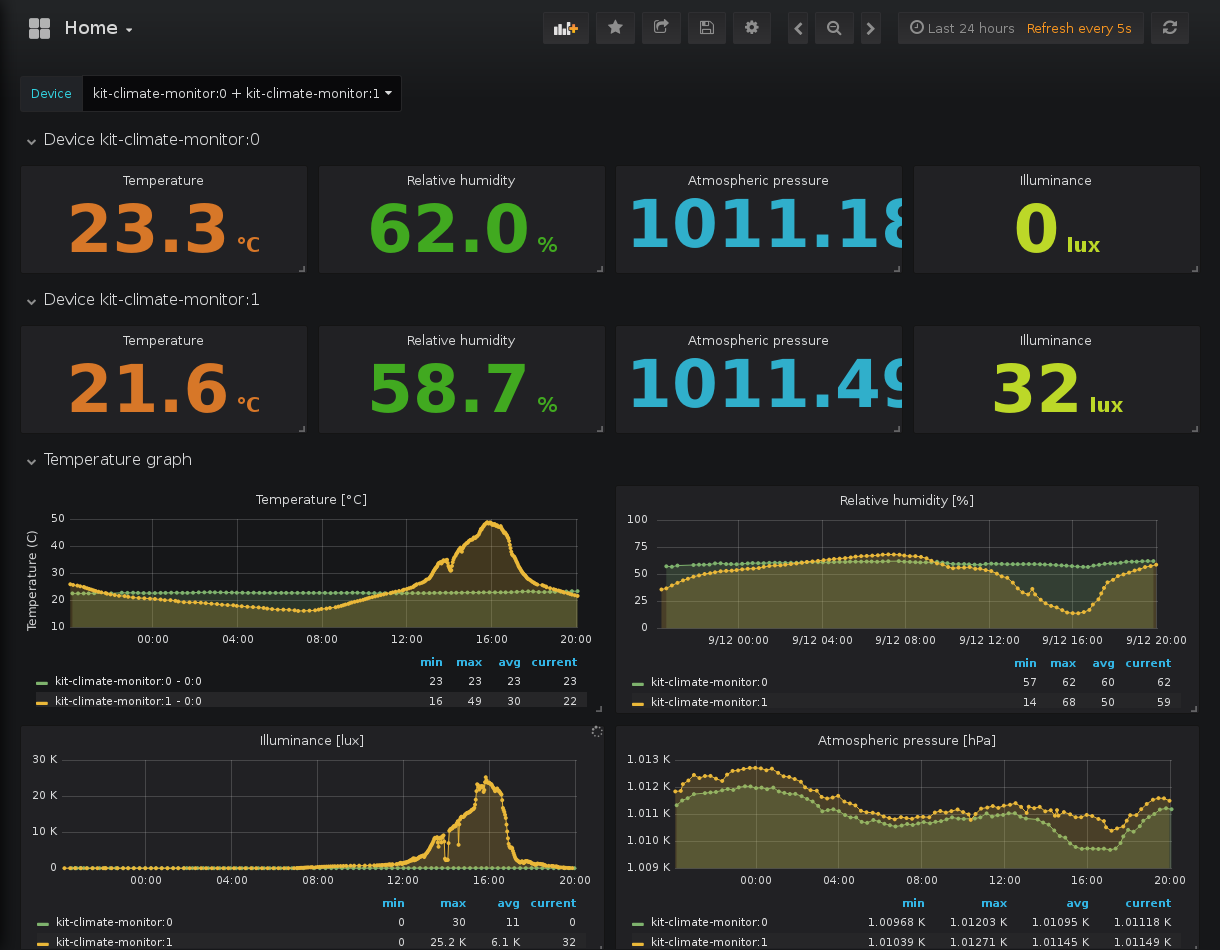 Home
Last 24 hours Refresh every 5s
Device kit-climate-monitor:0 + kit-climate-monitor:1
Device kit-climate-monitor:0
Temperature Relative humidity Atmospheric pressure Illuminance
23.3 °C 62.0 % 1011.18 0 lux
Device kit-climate-monitor:1
Temperature Relative humidity Atmospheric pressure Illuminance
21.6 °C 58.7 % 1011.49 32 lux
Temperature graph
Temperature [°C]
Temperature (C)
50
40
30
20
10
00:00 04:00 08:00 12:00 16:00 20:00
min max avg current
kit-climate-monitor:0 - 0:0 23 23 23 23
kit-climate-monitor:1 - 0:0 16 49 30 22
Relative humidity [%]
100
75
50
25
0
9/12 00:00 9/12 04:00 9/12 08:00 9/12 12:00 9/12 16:00 9/12 20:00
min max avg current
kit-climate-monitor:0 57 62 60 62
kit-climate-monitor:1 14 68 50 59
Illuminance [lux]
30 K
20 K
10 K
0
00:00 04:00 08:00 12:00 16:00 20:00
min max avg current
kit-climate-monitor:0 0 30 11 0
kit-climate-monitor:1 0 25.2 K 6.1 K 32
Atmospheric pressure [hPa]
1.013 K
1.012 K
1.011 K
1.010 K
1.009 K
00:00 04:00 08:00 12:00 16:00 20:00
min max avg current
kit-climate-monitor:0 1.00968 K 1.01203 K 1.01095 K 1.01118 K
kit-climate-monitor:1 1.01039 K 1.01271 K 1.01145 K 1.01149 K